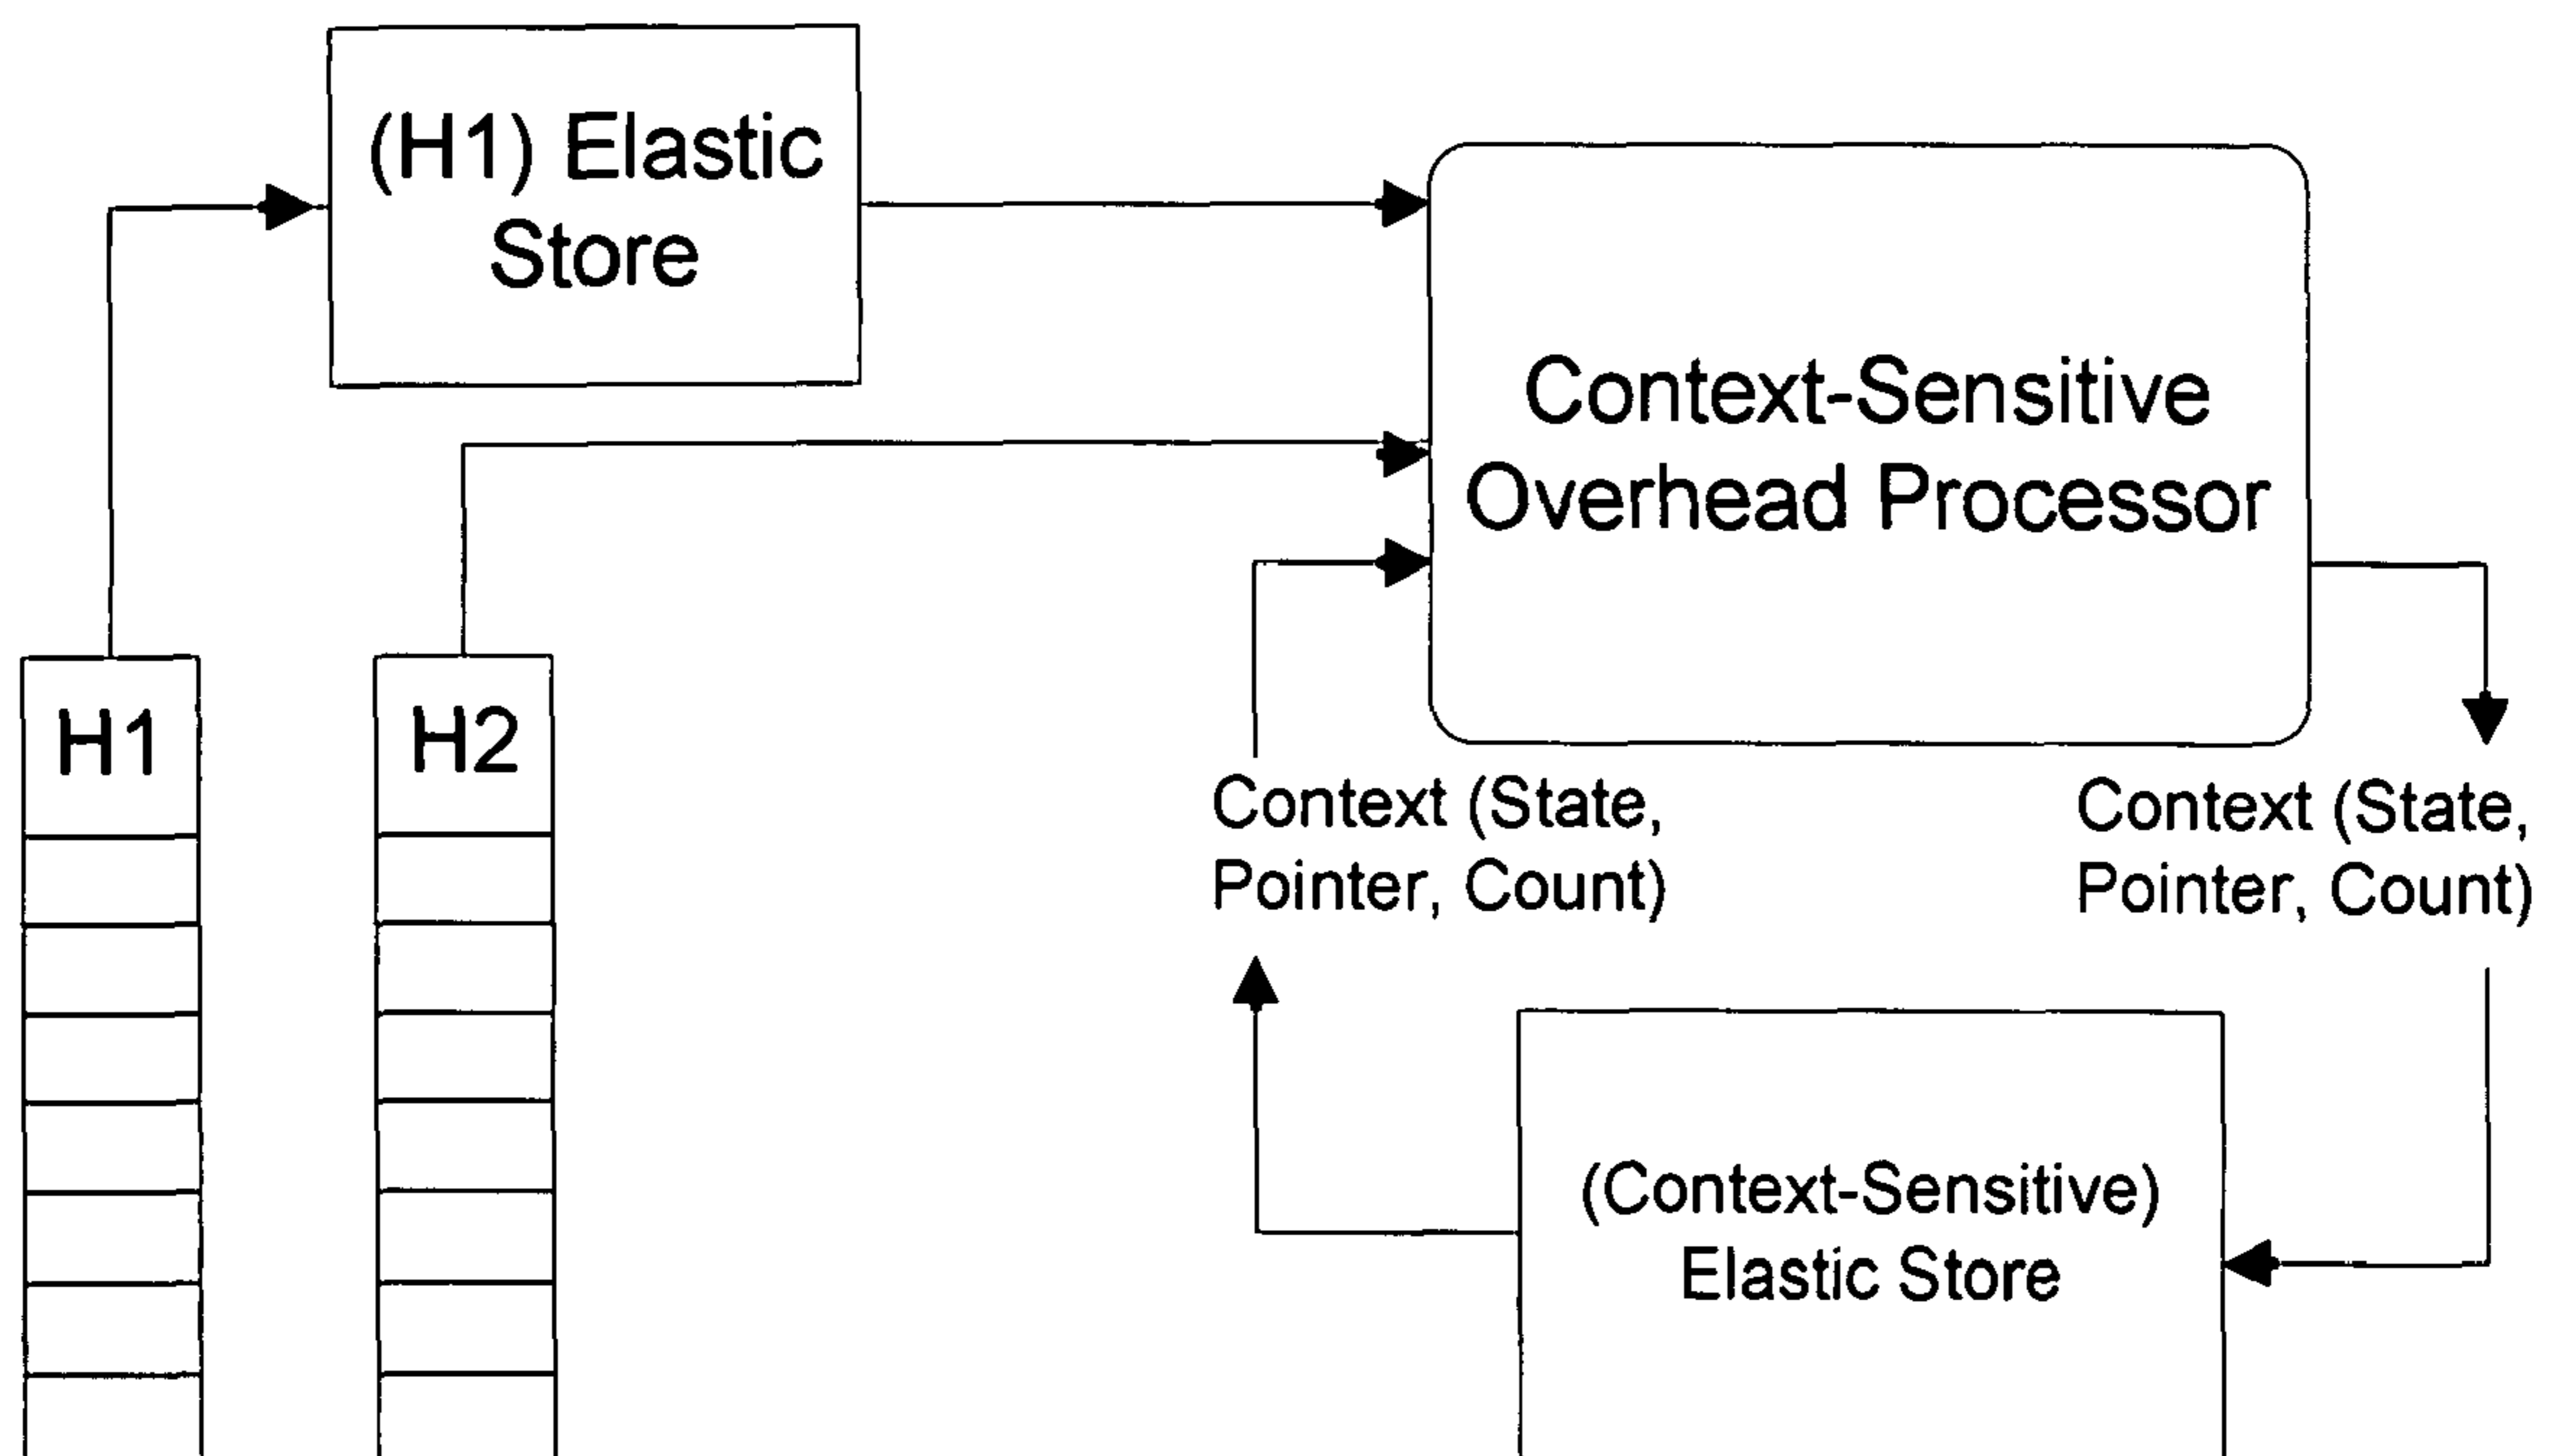 (H1) Elastic
Store
Context-Sensitive
Overhead Processor
H1
H2
Context (State,
Pointer, Count)
Context (State,
Pointer, Count)
(Context-Sensitive)
Elastic Store